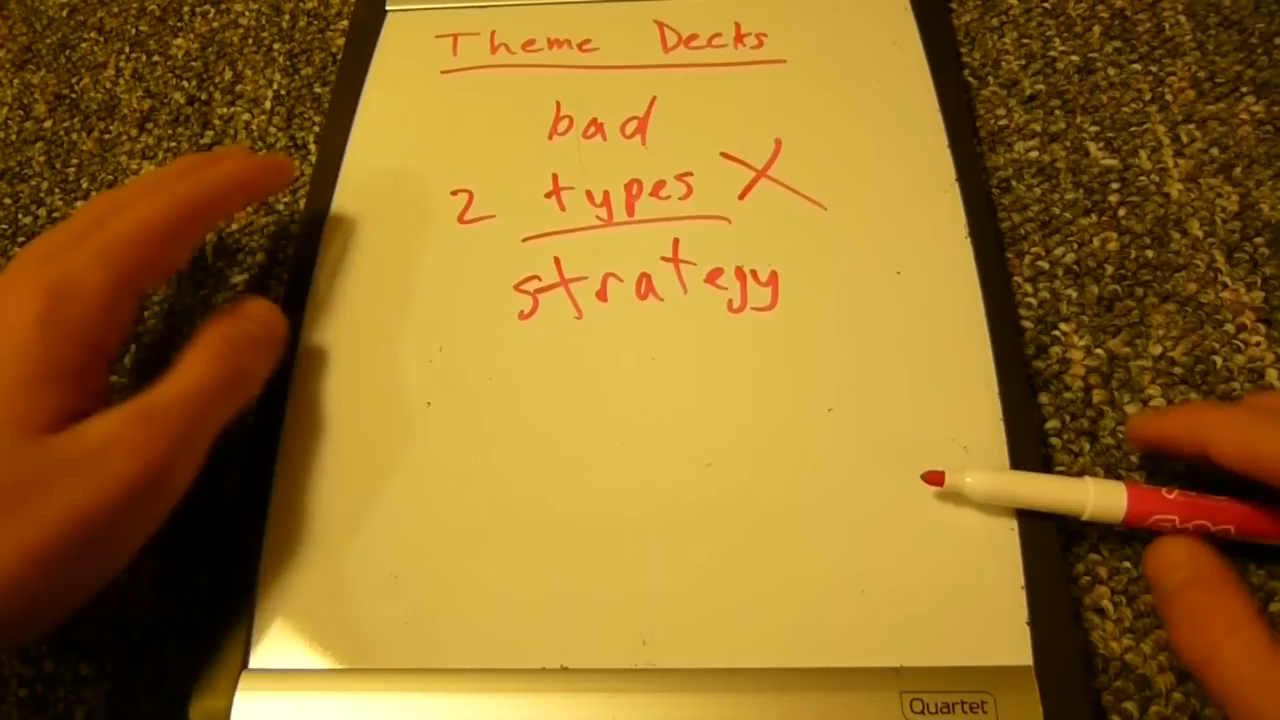 Theme Decks
bad
2 types X
strategy
Quartet